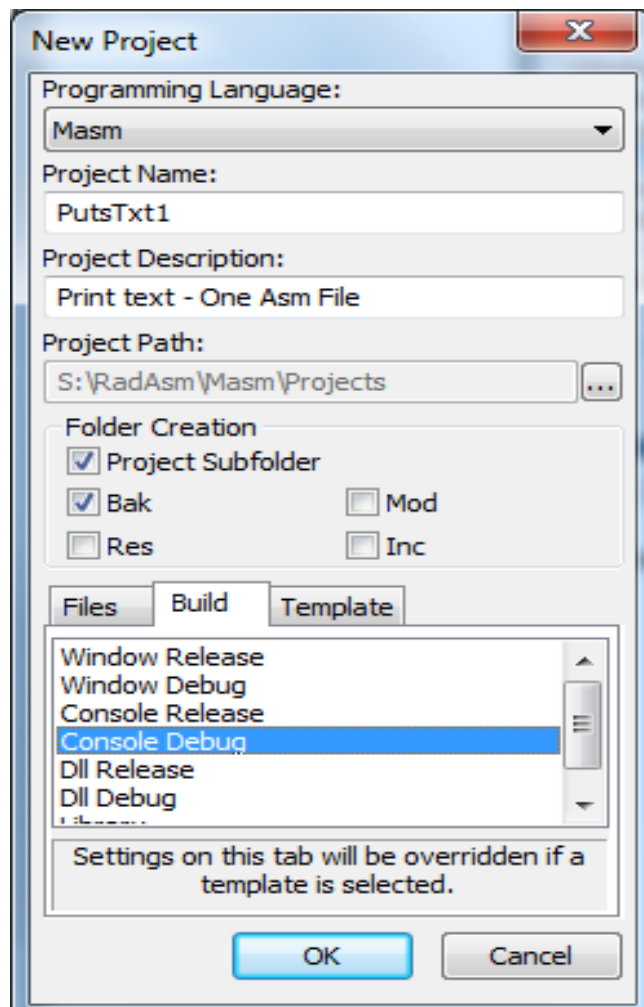 New Project
Programming Language:
Masm
Project Name:
PutsTxt1
Project Description:
Print text - One Asm File
Project Path:
S:\RadAsm\Masm\Projects
...
Folder Creation
Project Subfolder
Bak
Mod
Res
Inc
Files
Build
Template
Window Release
Window Debug
Console Release
Console Debug
Dll Release
Dll Debug
Library
Settings on this tab will be overridden if a
template is selected.
OK
Cancel